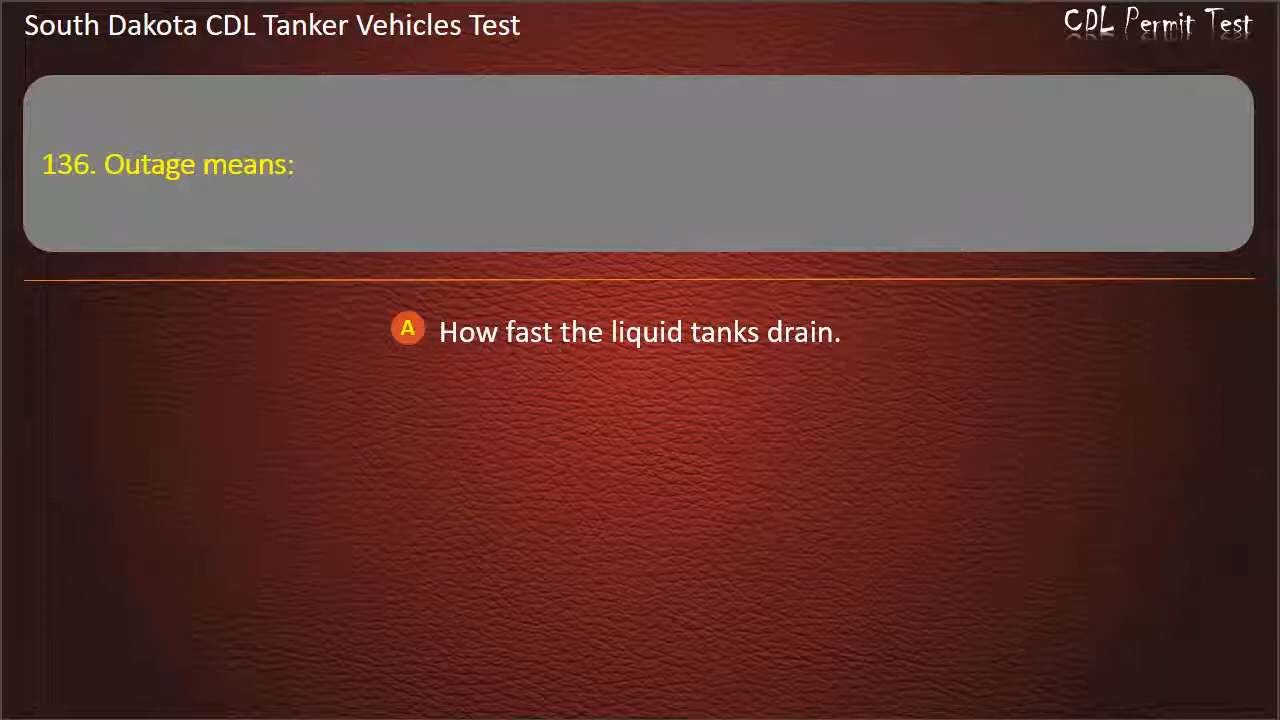 South Dakota CDL Tanker Vehicles Test
CDL Permit Test
136. Outage means:
A How fast the liquid tanks drain.